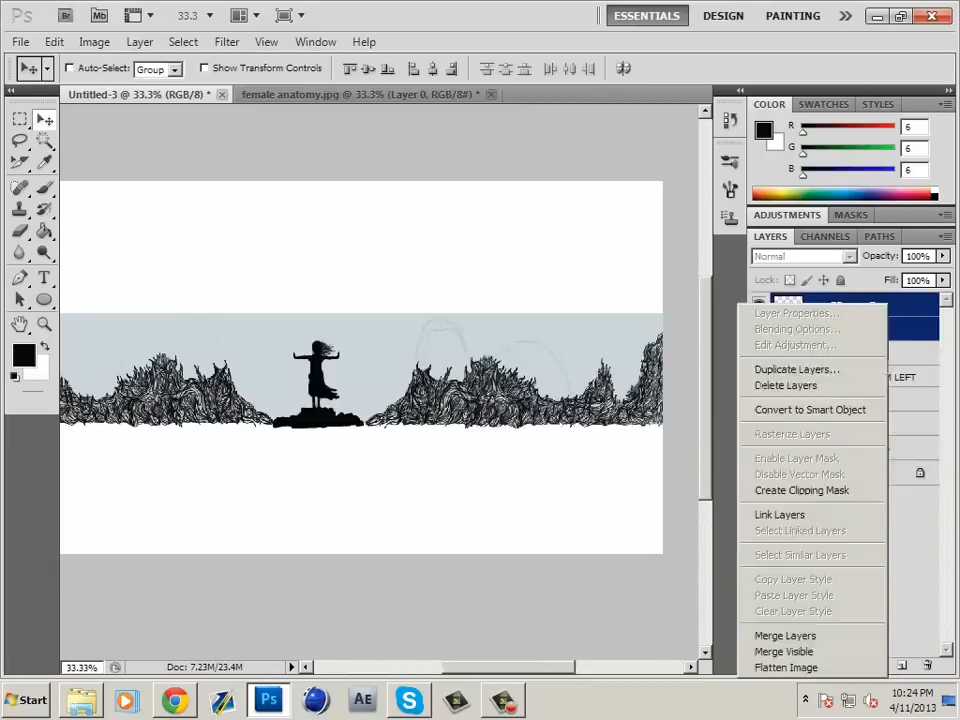 Ps Br Mb 33.3 ESSENTIALS DESIGN PAINTING
File Edit Image Layer Select Filter View Window Help
Auto-Select: Group Show Transform Controls
Untitled-3 @ 33.3% (RGB/8) * female anatomy.jpg @ 33.3% (Layer 0, RGB/8#) *
COLOR SWATCHES STYLES
R 6
G 6
B 6
ADJUSTMENTS MASKS
LAYERS CHANNELS PATHS
Normal Opacity: 100%
Lock: Fill: 100%
Layer Properties...
Blending Options...
Edit Adjustment...
Duplicate Layers...
M LEFT
Delete Layers
Convert to Smart Object
Rasterize Layers
Enable Layer Mask
Disable Vector Mask
Create Clipping Mask
Link Layers
Select Linked Layers
Select Similar Layers
Copy Layer Style
Paste Layer Style
Clear Layer Style
Merge Layers
Merge Visible
Flatten Image
33.33% Doc: 7.23M/23.4M
Start Ps AE S 10:24 PM
4/11/2013